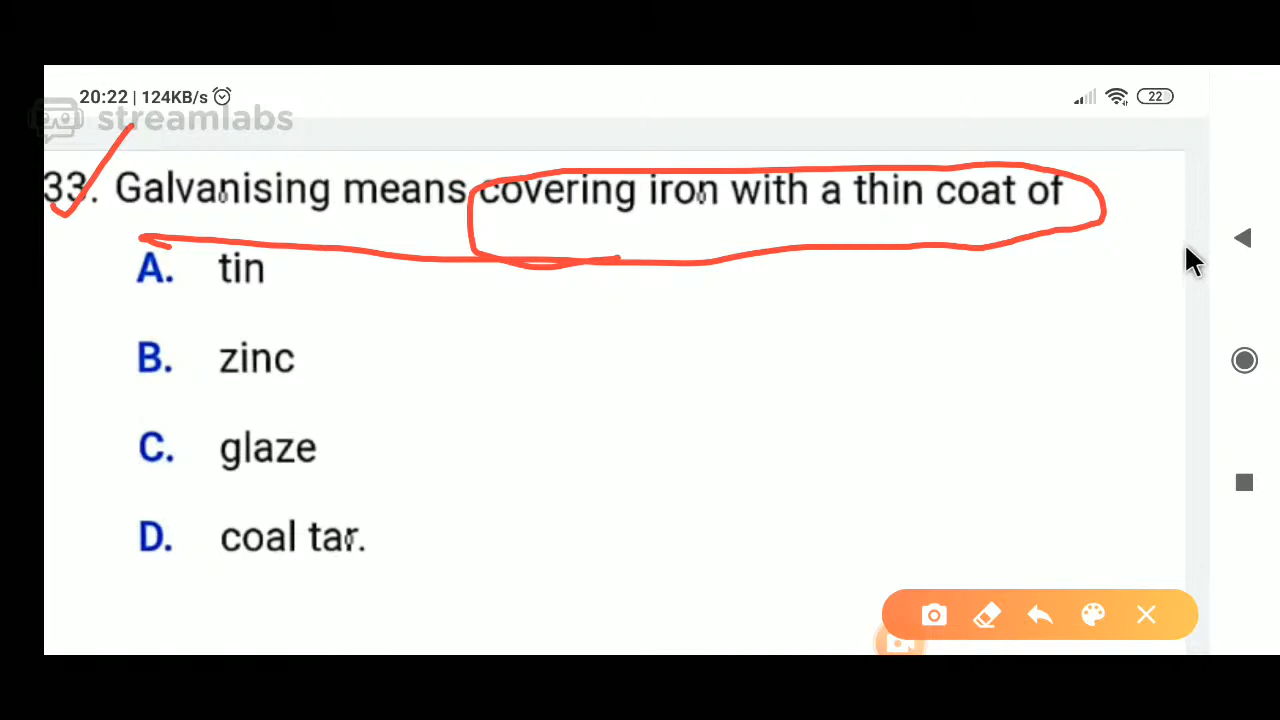 20:22 | 124KB/s
22
streamlabs
33. Galvanising means covering iron with a thin coat of
A. tin
B. zinc
C. glaze
D. coal tar.